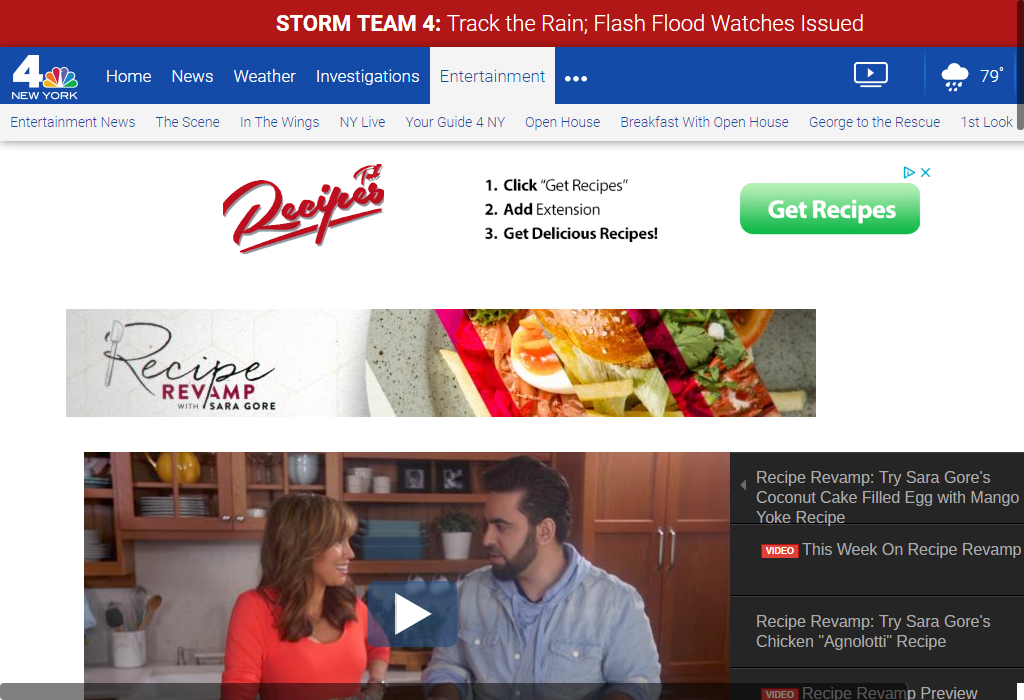 STORM TEAM 4: Track the Rain; Flash Flood Watches Issued
4
NEW YORK
Home News Weather Investigations Entertainment ••• 79°
Entertainment News The Scene In The Wings NY Live Your Guide 4 NY Open House Breakfast With Open House George to the Rescue 1st Look
Recipes Tab
1. Click “Get Recipes”
2. Add Extension
3. Get Delicious Recipes!
Get Recipes
Recipe
REVAMP
WITH SARA GORE
Recipe Revamp: Try Sara Gore's
Coconut Cake Filled Egg with Mango
Yoke Recipe
VIDEO This Week On Recipe Revamp
Recipe Revamp: Try Sara Gore's
Chicken "Agnolotti" Recipe
VIDEO Recipe Revamp Preview